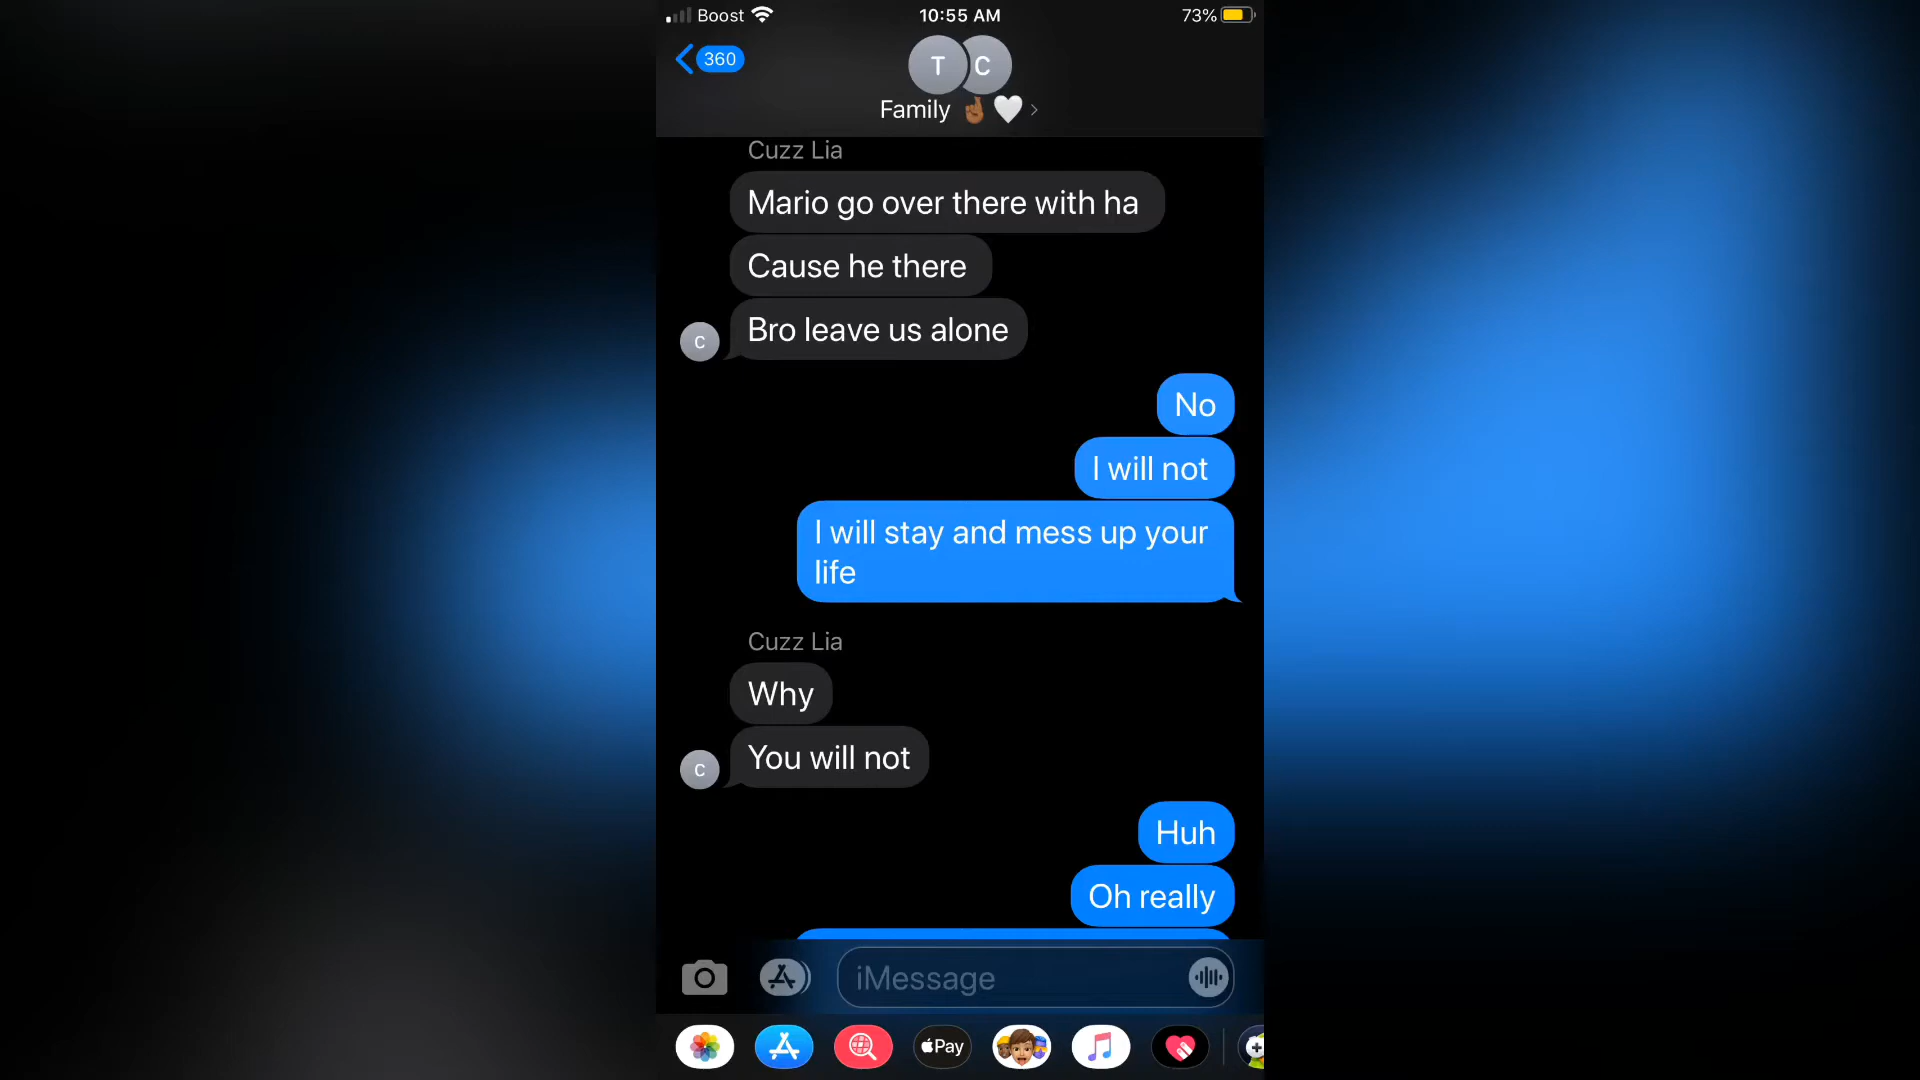 Boost 10:55 AM 73%
360
T C
Family
Cuzz Lia
Mario go over there with ha
Cause he there
Bro leave us alone
C
No
I will not
I will stay and mess up your
life
Cuzz Lia
Why
You will not
C
Huh
Oh really
iMessage
Pay